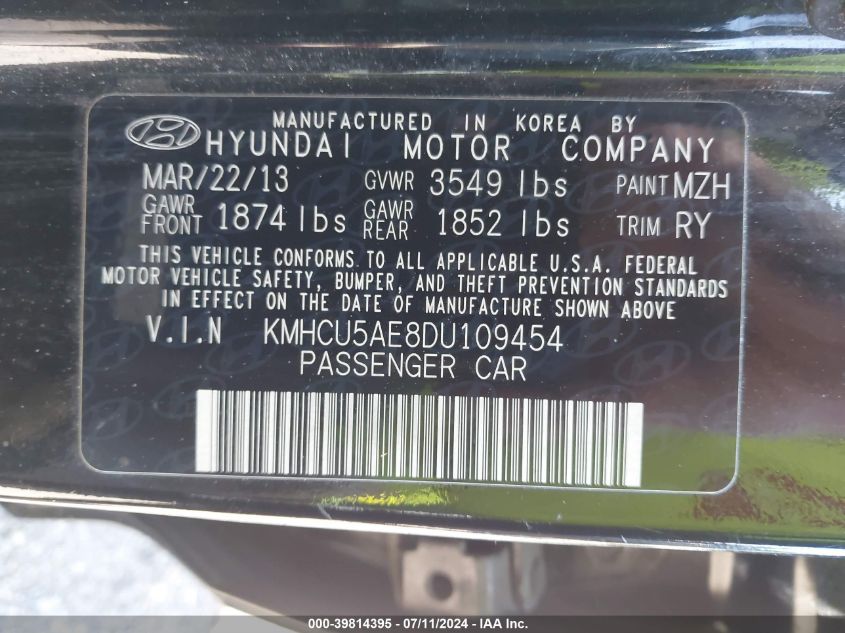 MANUFACTURED IN KOREA BY
HYUNDAI MOTOR COMPANY
MAR/22/13 GVWR 3549 lbs PAINT MZH
GAWR FRONT 1874 lbs GAWR REAR 1852 lbs TRIM RY
THIS VEHICLE CONFORMS TO ALL APPLICABLE U.S.A. FEDERAL
MOTOR VEHICLE SAFETY, BUMPER, AND THEFT PREVENTION STANDARDS
IN EFFECT ON THE DATE OF MANUFACTURE SHOWN ABOVE
V.I.N KMHCU5AE8DU109454
PASSENGER CAR
000-39814395 - 07/11/2024 - IAA Inc.